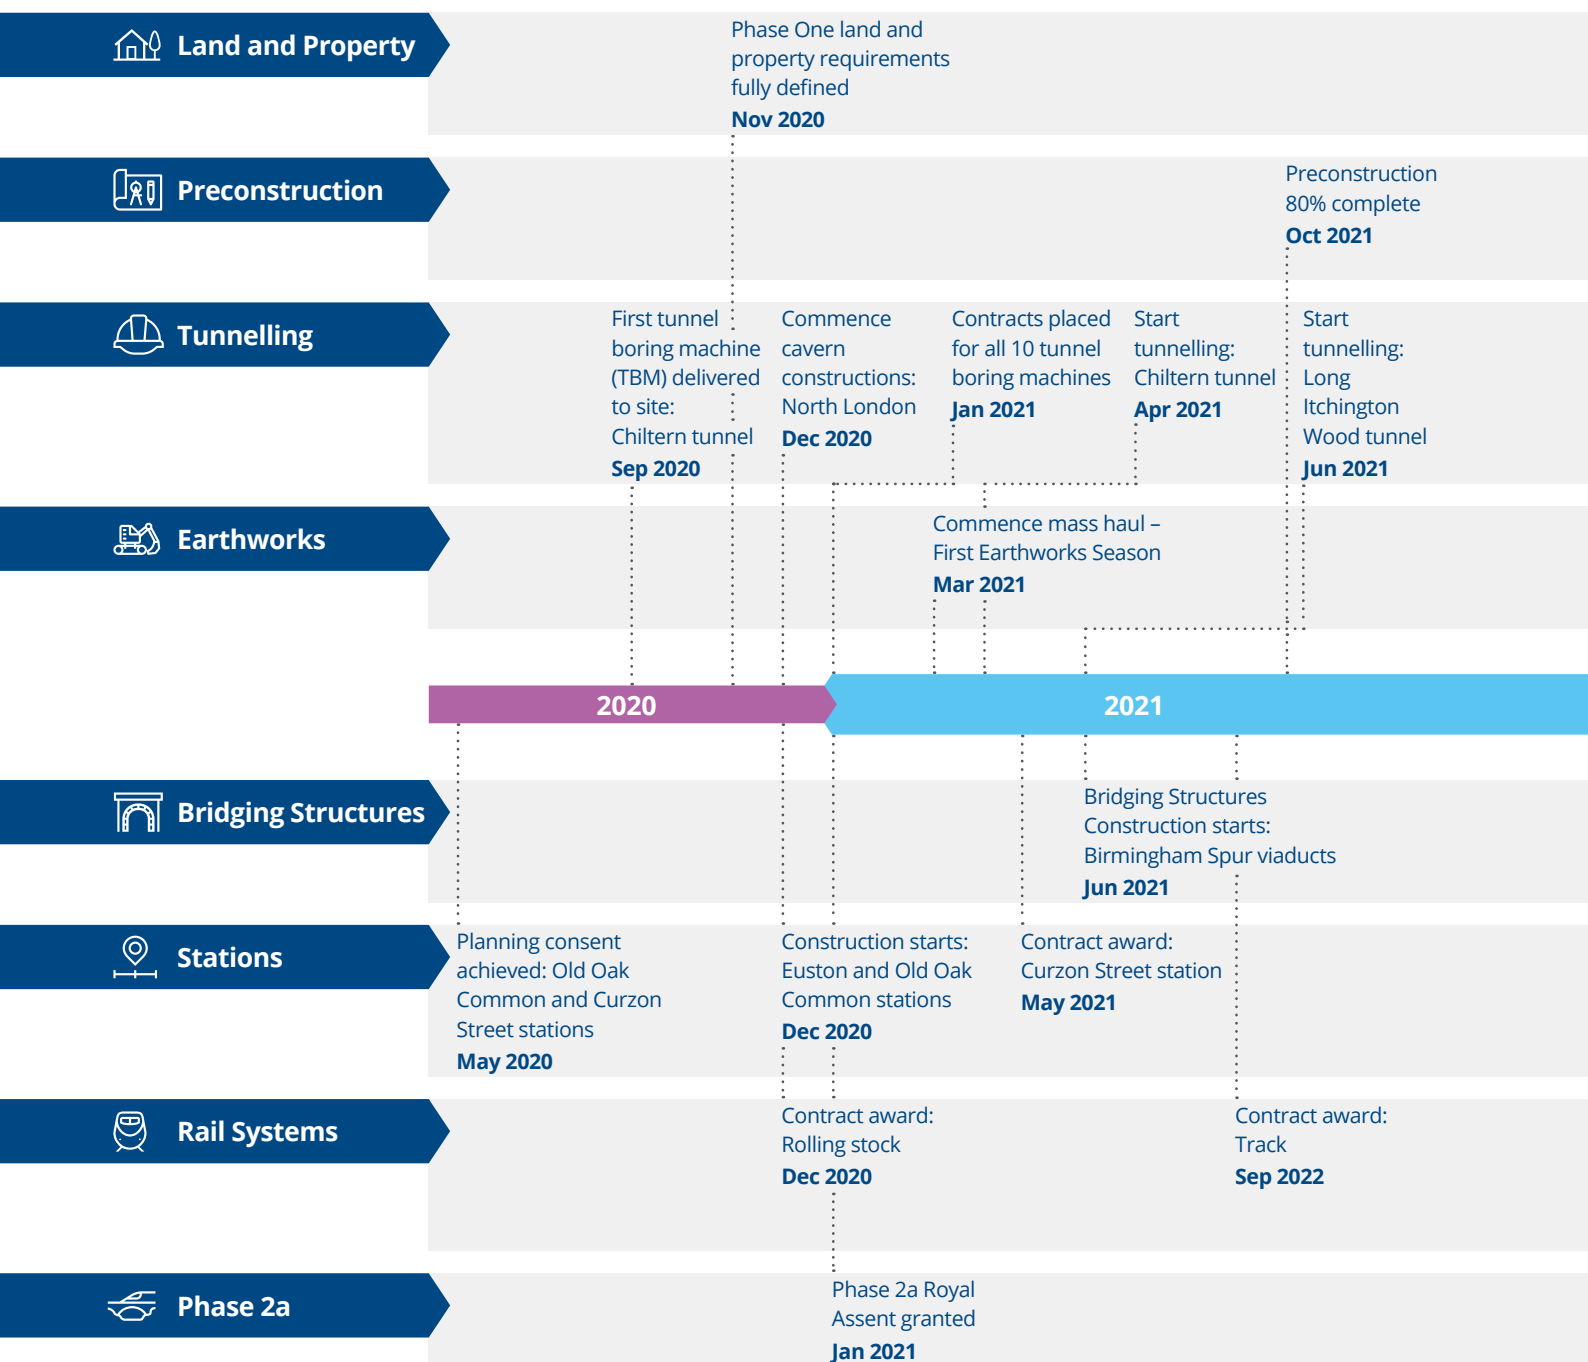 Land and Property
Phase One land and
property requirements
fully defined
Nov 2020
Preconstruction
Preconstruction
80% complete
Oct 2021
Tunnelling
First tunnel
boring machine
(TBM) delivered
to site:
Chiltern tunnel
Sep 2020
Commence
cavern
constructions:
North London
Dec 2020
Contracts placed
for all 10 tunnel
boring machines
Jan 2021
Start
tunnelling:
Chiltern tunnel
Apr 2021
Start
tunnelling:
Long
Itchington
Wood tunnel
Jun 2021
Earthworks
Commence mass haul –
First Earthworks Season
Mar 2021
2020
2021
Bridging Structures
Bridging Structures
Construction starts:
Birmingham Spur viaducts
Jun 2021
Stations
Planning consent
achieved: Old Oak
Common and Curzon
Street stations
May 2020
Construction starts:
Euston and Old Oak
Common stations
Dec 2020
Contract award:
Curzon Street station
May 2021
Rail Systems
Contract award:
Rolling stock
Dec 2020
Contract award:
Track
Sep 2022
Phase 2a
Phase 2a Royal
Assent granted
Jan 2021